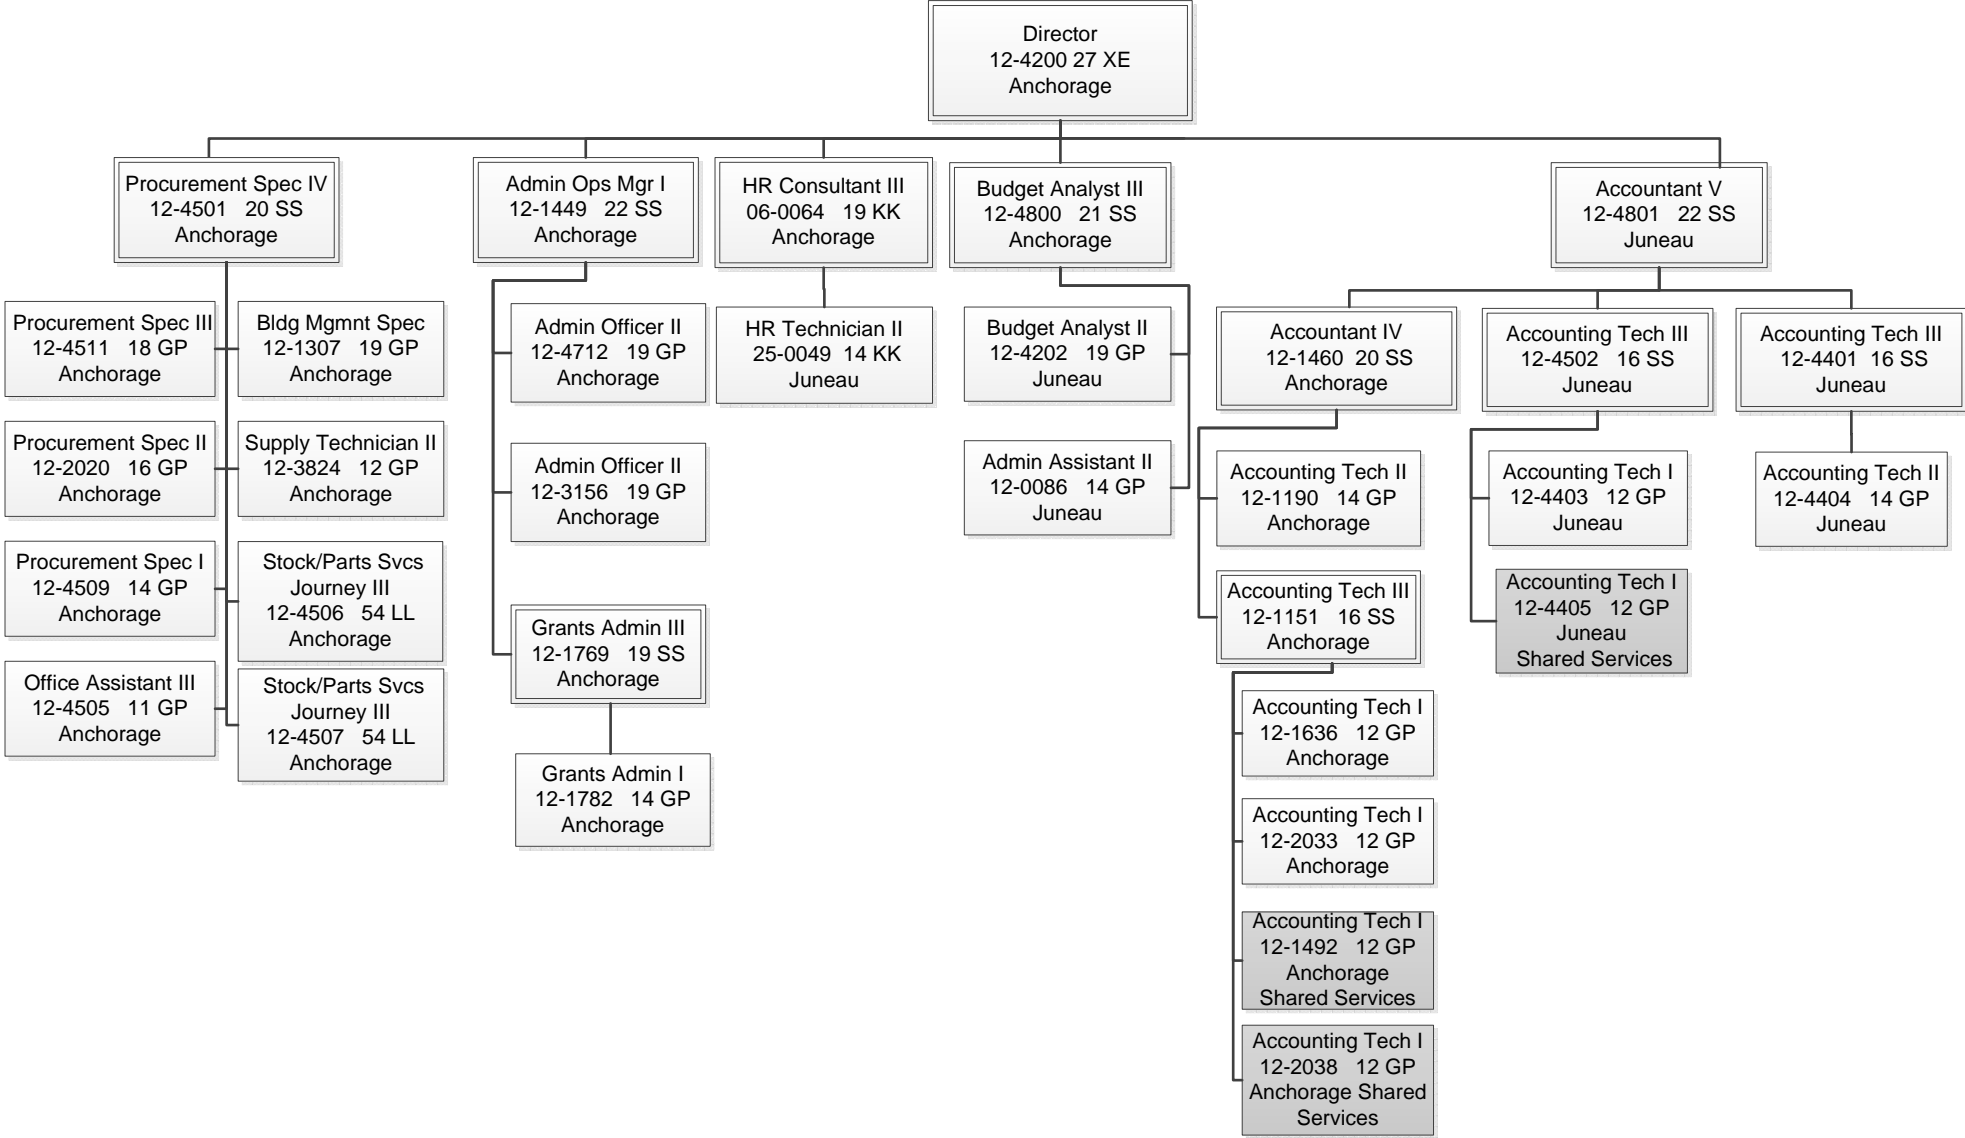 Director
12-4200 27 XE
Anchorage
Procurement Spec IV
12-4501 20 SS
Anchorage
Admin Ops Mgr I
12-1449 22 SS
Anchorage
HR Consultant III
06-0064 19 KK
Anchorage
Budget Analyst III
12-4800 21 SS
Anchorage
Accountant V
12-4801 22 SS
Juneau
Procurement Spec III
12-4511 18 GP
Anchorage
Bldg Mgmnt Spec
12-1307 19 GP
Anchorage
Procurement Spec II
12-2020 16 GP
Anchorage
Supply Technician II
12-3824 12 GP
Anchorage
Procurement Spec I
12-4509 14 GP
Anchorage
Stock/Parts Svcs
Journey III
12-4506 54 LL
Anchorage
Office Assistant III
12-4505 11 GP
Anchorage
Stock/Parts Svcs
Journey III
12-4507 54 LL
Anchorage
Admin Officer II
12-4712 19 GP
Anchorage
Admin Officer II
12-3156 19 GP
Anchorage
Grants Admin III
12-1769 19 SS
Anchorage
Grants Admin I
12-1782 14 GP
Anchorage
HR Technician II
25-0049 14 KK
Juneau
Budget Analyst II
12-4202 19 GP
Juneau
Admin Assistant II
12-0086 14 GP
Juneau
Accountant IV
12-1460 20 SS
Anchorage
Accounting Tech II
12-1190 14 GP
Anchorage
Accounting Tech III
12-1151 16 SS
Anchorage
Accounting Tech I
12-1636 12 GP
Anchorage
Accounting Tech I
12-2033 12 GP
Anchorage
Accounting Tech I
12-1492 12 GP
Anchorage
Shared Services
Accounting Tech I
12-2038 12 GP
Anchorage Shared
Services
Accounting Tech III
12-4502 16 SS
Juneau
Accounting Tech I
12-4403 12 GP
Juneau
Accounting Tech I
12-4405 12 GP
Juneau
Shared Services
Accounting Tech III
12-4401 16 SS
Juneau
Accounting Tech II
12-4404 14 GP
Juneau